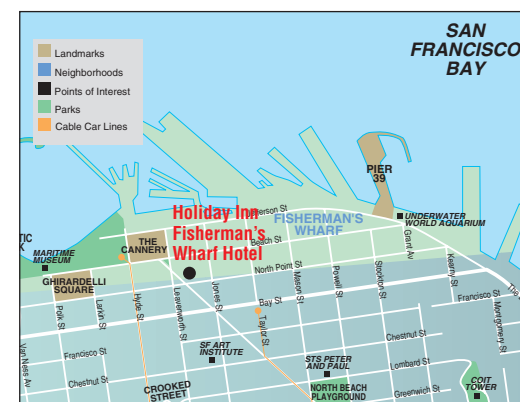 SAN
FRANCISCO
BAY
Landmarks
Neighborhoods
Points of Interest
Parks
Cable Car Lines
PIER
39
Holiday Inn
Fisherman's
Wharf Hotel
FISHERMAN'S
WHARF
UNDERWATER
WORLD AQUARIUM
THE
CANNERY
MARITIME
MUSEUM
GHIRARDELLI
SQUARE
Beach St
North Point St
Bay St
Polk St
Larkin St
Hyde St
Leavenworth St
Jones St
Taylor St
Mason St
Powell St
Stockton St
Grant Av
Kearny St
Francisco St
Montgomery St
The
Van Ness Av
Francisco St
Chestnut St
SF ART
INSTITUTE
STS PETER
AND PAUL
Chestnut St
Lombard St
Greenwich St
CROOKED
STREET
NORTH BEACH
PLAYGROUND
COIT
TOWER